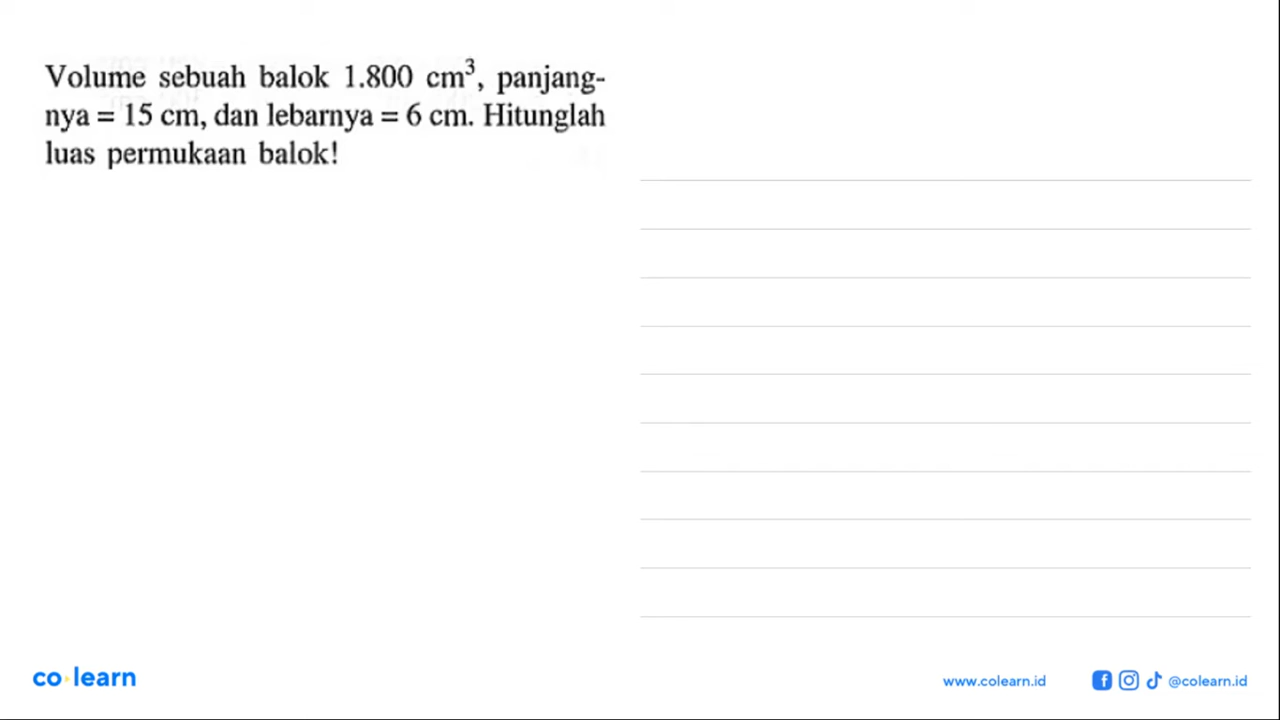 Volume sebuah balok 1.800 cm³, panjang-
nya = 15 cm, dan lebarnya = 6 cm. Hitunglah
luas permukaan balok!
co learn
www.colearn.id
@colearn.id